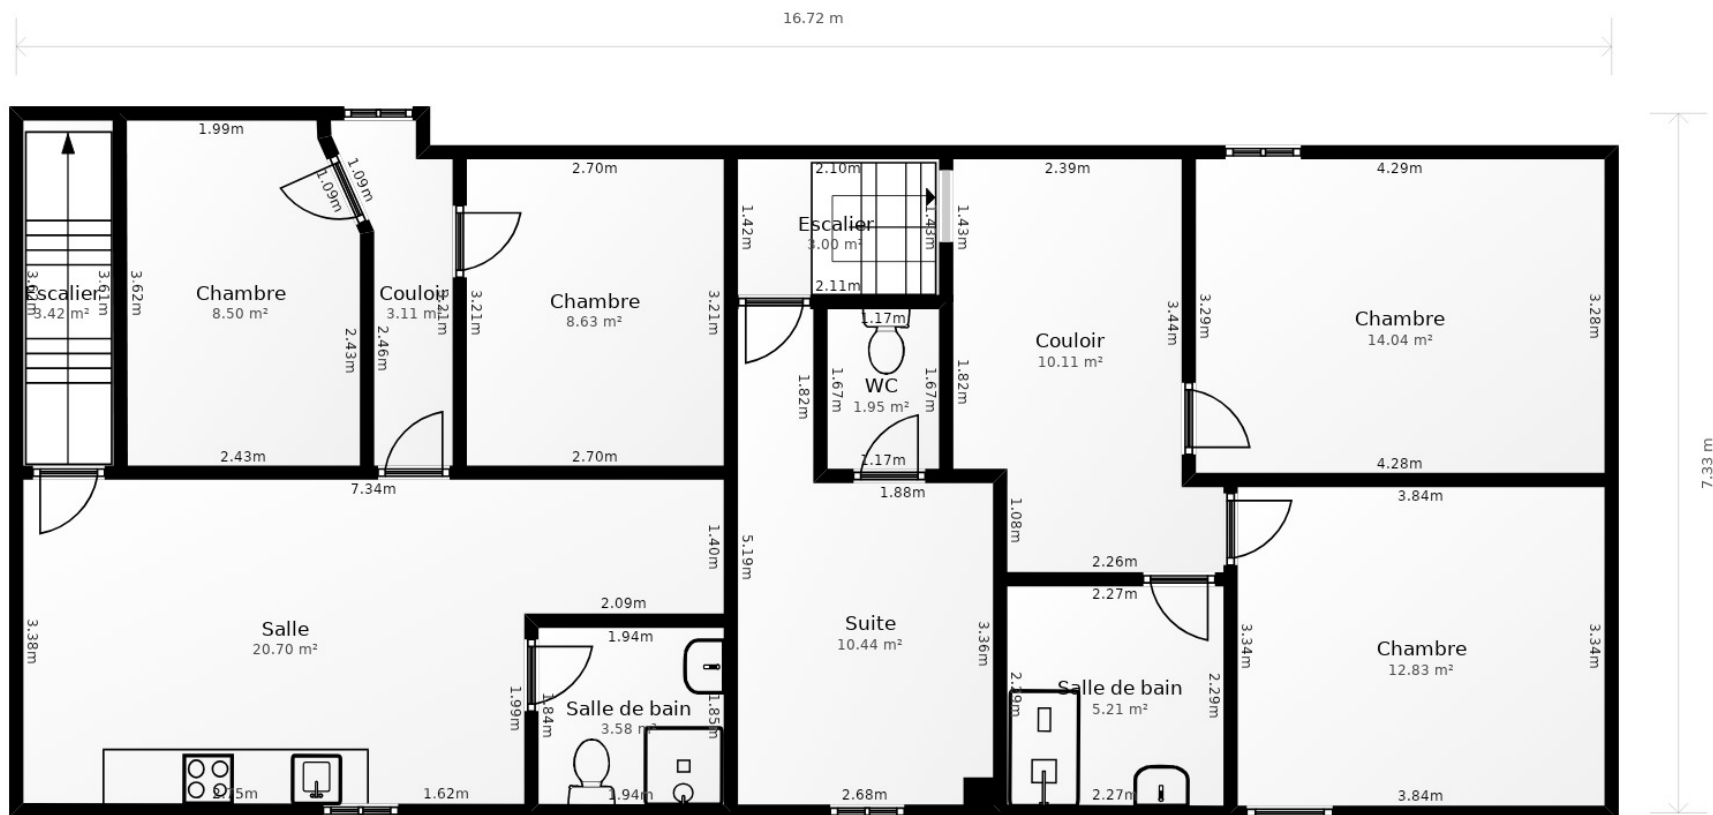 16.72 m
7.33 m
1.99m
1.09m
1.09m
2.70m
2.10m
2.39m
4.29m
1.42m
1.43m
1.43m
Escalier
3.00 m²
2.11m
Escalier
3.42 m²
3.61m
3.62m
Chambre
8.50 m²
Couloir
3.11 m²
3.21m
Chambre
8.63 m²
3.21m
2.43m
2.46m
2.43m
2.70m
1.17m
WC
1.95 m²
1.82m
1.67m
1.67m
1.82m
1.17m
Couloir
10.11 m²
3.44m
3.29m
Chambre
14.04 m²
3.28m
4.28m
7.34m
1.88m
3.84m
1.40m
5.19m
1.08m
2.26m
2.27m
2.09m
1.94m
3.38m
Salle
20.70 m²
Suite
10.44 m²
3.36m
3.34m
Chambre
12.83 m²
3.34m
1.99m
1.84m
Salle de bain
3.58 m²
1.85m
Salle de bain
5.21 m²
2.29m
1.62m
1.94m
2.68m
2.27m
3.84m